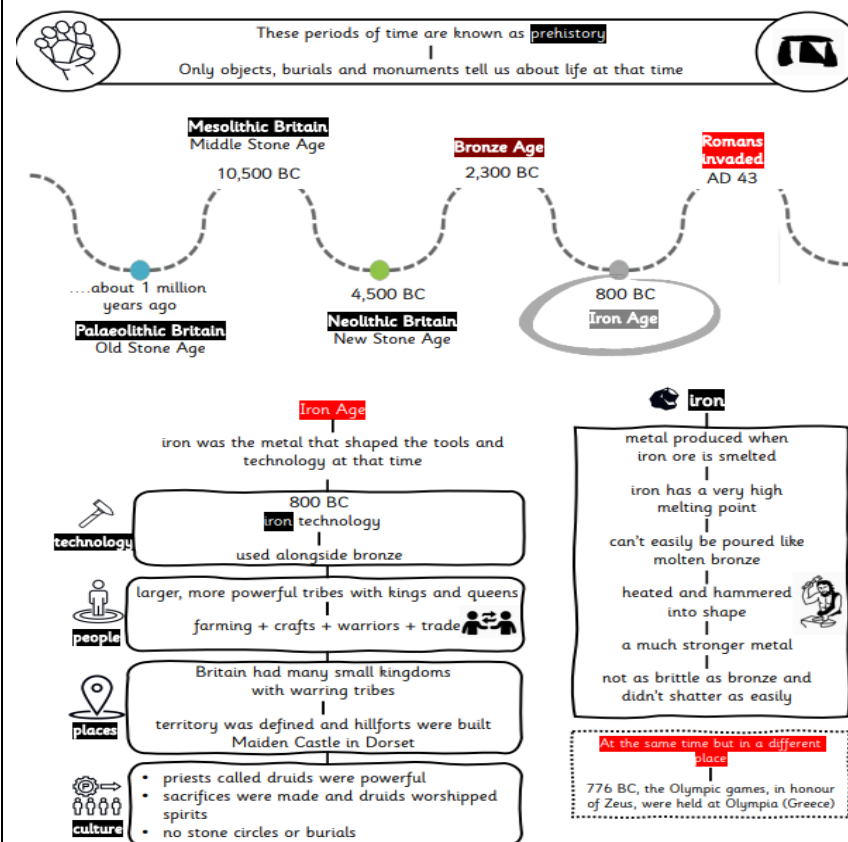 These periods of time are known as prehistory
Only objects, burials and monuments tell us about life at that time
Mesolithic Britain
Middle Stone Age
10,500 BC
Bronze Age
2,300 BC
Romans
invaded
AD 43
....about 1 million
years ago
Palaeolithic Britain
Old Stone Age
4,500 BC
Neolithic Britain
New Stone Age
800 BC
Iron Age
Iron Age
iron was the metal that shaped the tools and
technology at that time
technology
800 BC
iron technology
used alongside bronze
people
larger, more powerful tribes with kings and queens
farming + crafts + warriors + trade
places
Britain had many small kingdoms
with warring tribes
territory was defined and hillforts were built
Maiden Castle in Dorset
culture
• priests called druids were powerful
• sacrifices were made and druids worshipped
spirits
• no stone circles or burials
iron
metal produced when
iron ore is smelted
iron has a very high
melting point
can't easily be poured like
molten bronze
heated and hammered
into shape
a much stronger metal
not as brittle as bronze and
didn't shatter as easily
At the same time but in a different
place
776 BC, the Olympic games, in honour
of Zeus, were held at Olympia (Greece)